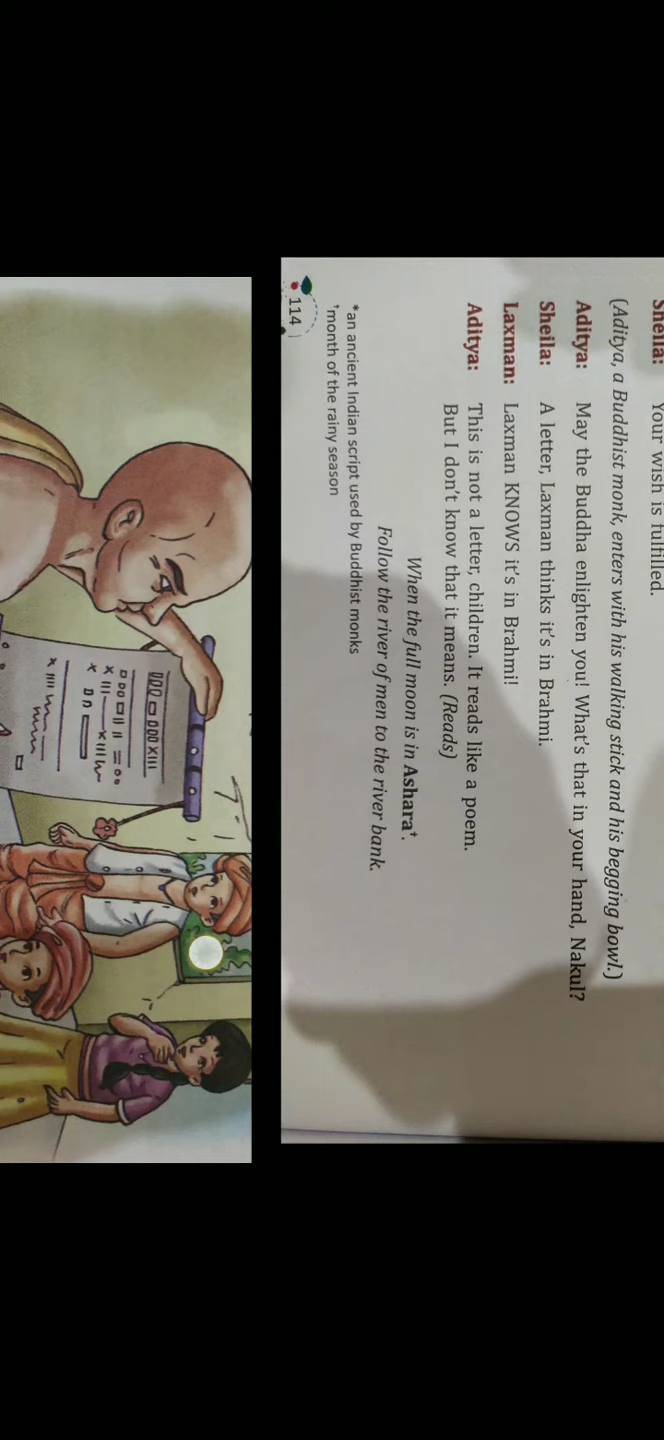 Sheila: Your wish is fulfilled.
(Aditya, a Buddhist monk, enters with his walking stick and his begging bowl.)
Aditya: May the Buddha enlighten you! What's that in your hand, Nakul?
Sheila: A letter, Laxman thinks it's in Brahmi.
Laxman: Laxman KNOWS it's in Brahmi!
Aditya: This is not a letter, children. It reads like a poem.
But I don't know that it means. (Reads)
When the full moon is in Ashara†.
Follow the river of men to the river bank.
*an ancient Indian script used by Buddhist monks
†month of the rainy season
114